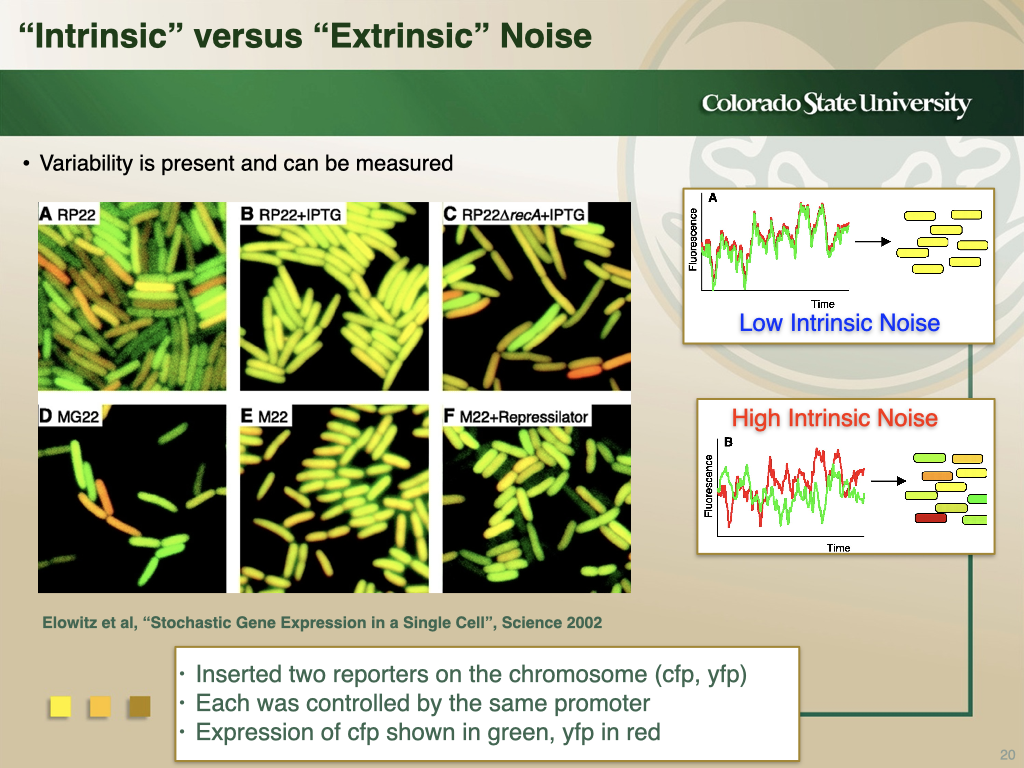 “Intrinsic” versus “Extrinsic” Noise
Colorado State University
• Variability is present and can be measured
A RP22
B RP22+IPTG
C RP22ΔrecA+IPTG
D MG22
E M22
F M22+Repressilator
A
Fluorescence
Time
Low Intrinsic Noise
High Intrinsic Noise
B
Fluorescence
Time
Elowitz et al, “Stochastic Gene Expression in a Single Cell”, Science 2002
• Inserted two reporters on the chromosome (cfp, yfp)
• Each was controlled by the same promoter
• Expression of cfp shown in green, yfp in red
20